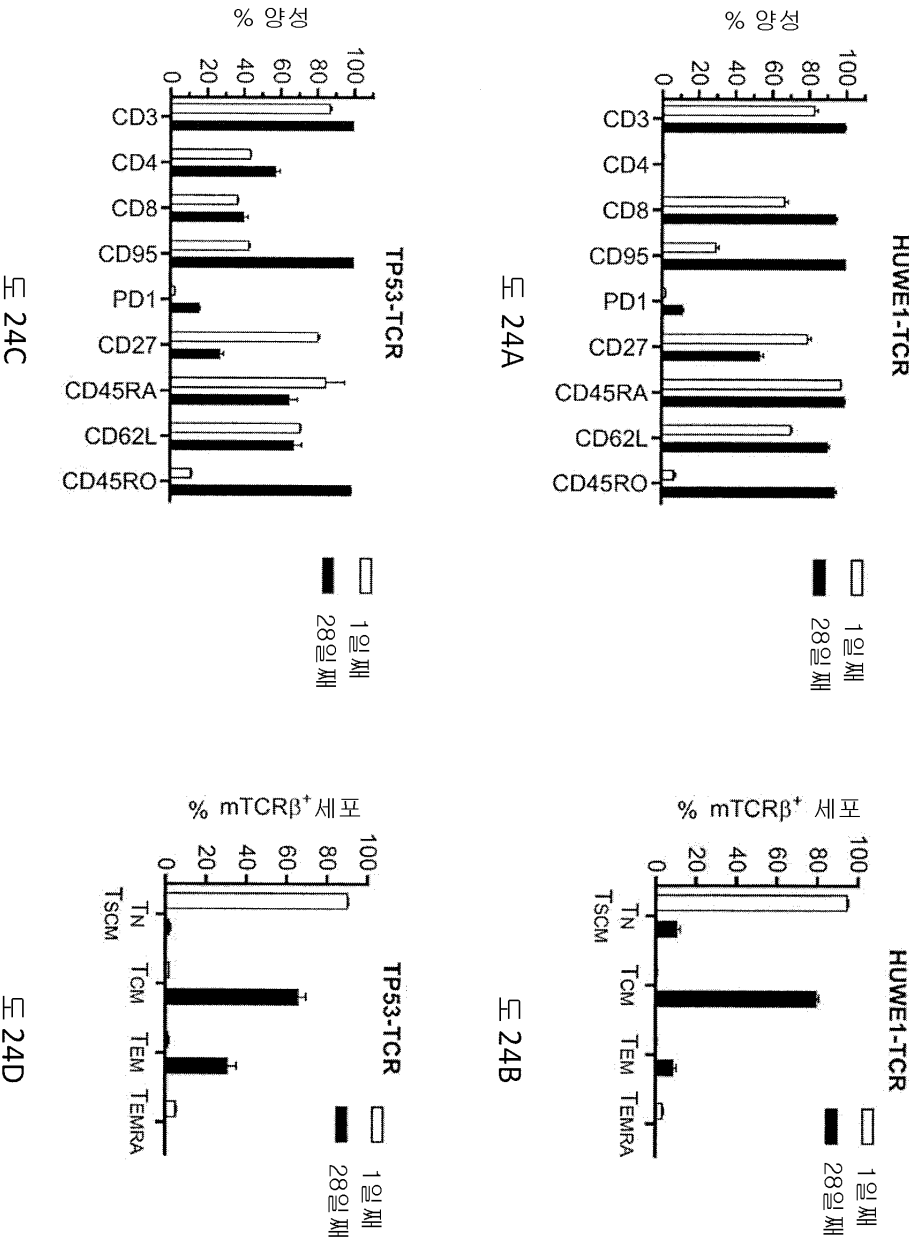 HUWE1-TCR
% 양성
100
80
60
40
20
0
CD3
CD4
CD8
CD95
PD1
CD27
CD45RA
CD62L
CD45RO
1일째
28일째
도 24A
HUWE1-TCR
% mTCRβ⁺ 세포
100
80
60
40
20
0
TN
TSCM
TCM
TEM
TEMRA
1일째
28일째
도 24B
TP53-TCR
% 양성
100
80
60
40
20
0
CD3
CD4
CD8
CD95
PD1
CD27
CD45RA
CD62L
CD45RO
1일째
28일째
도 24C
TP53-TCR
% mTCRβ⁺ 세포
100
80
60
40
20
0
TN
TSCM
TCM
TEM
TEMRA
1일째
28일째
도 24D